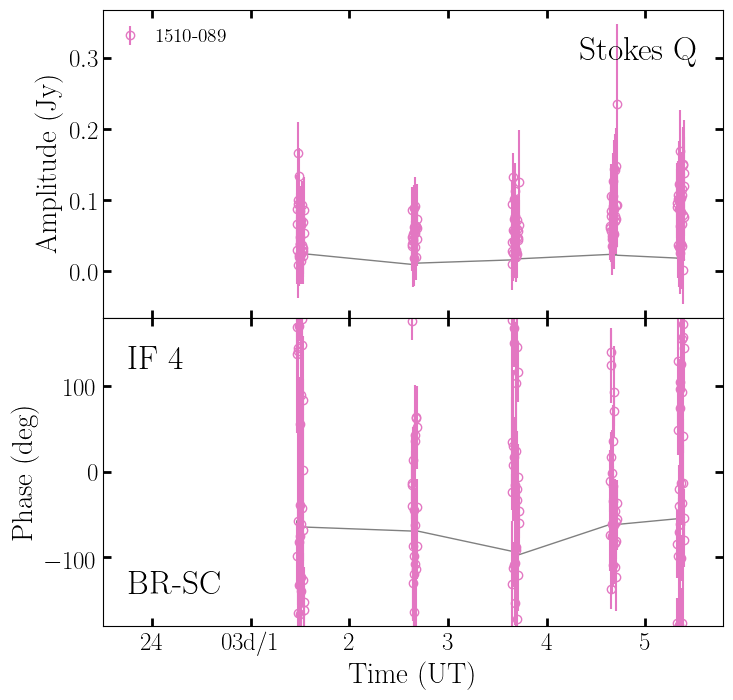 1510-089
Stokes Q
0.3
0.2
0.1
0.0
Amplitude (Jy)
IF 4
100
0
−100
Phase (deg)
BR-SC
24 03d/1 2 3 4 5
Time (UT)